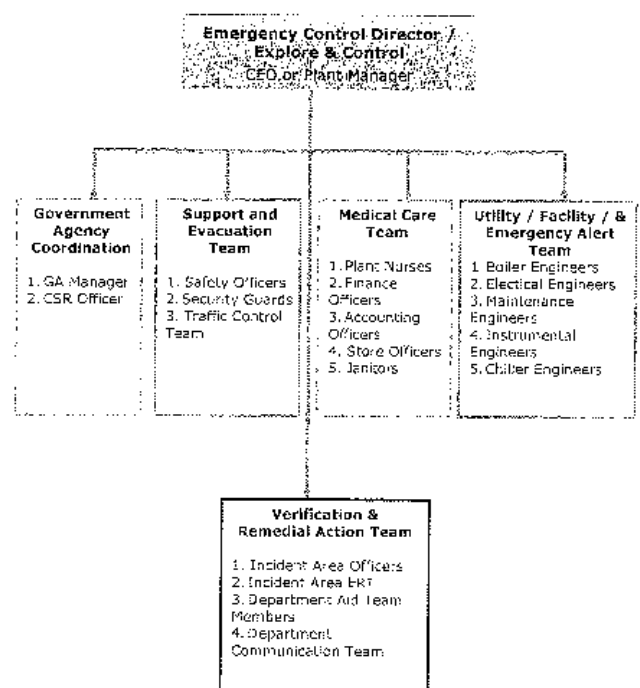 Emergency Control Director /
Explore & Control
CEO or Plant Manager
Government
Agency
Coordination
1. GA Manager
2. CSR Officer
Support and
Evacuation
Team
1. Safety Officers
2. Security Guards
3. Traffic Control
Team
Medical Care
Team
1. Plant Nurses
2. Finance
Officers
3. Accounting
Officers
4. Store Officers
5. Janitors
Utility / Facility / &
Emergency Alert
Team
1 Boiler Engineers
2. Electical Engineers
3. Maintenance
Engineers
4. Instrumental
Engineers
5. Chiller Engineers
Verification &
Remedial Action Team
1. Incident Area Officers
2. Incident Area ERT
3. Department Aid Team
Members
4. Department
Communication Team